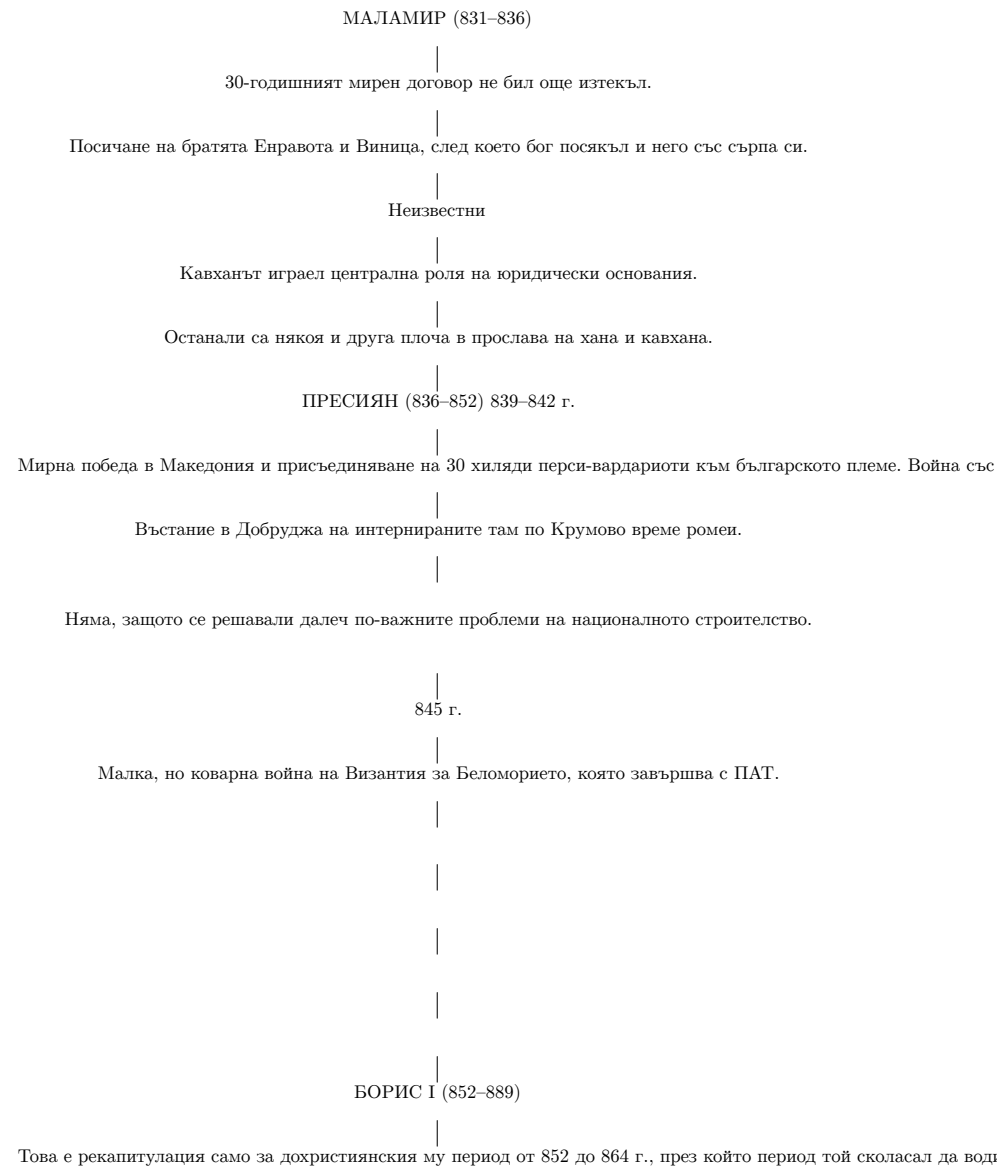 МАЛАМИР (831–836)
30-годишният мирен договор не бил още изтекъл.
Посичане на братята Енравота и Виница, след което бог посякъл и него със сърпа си.
Неизвестни
Кавханът играел централна роля на юридически основания.
Останали са някоя и друга плоча в прослава на хана и кавхана.
ПРЕСИЯН (836–852) 839–842 г.
Мирна победа в Македония и присъединяване на 30 хиляди перси-вардариоти към българското племе. Война със
Въстание в Добруджа на интернираните там по Крумово време ромеи.
Няма, защото се решавали далеч по-важните проблеми на националното строителство.
845 г.
Малка, но коварна война на Византия за Беломорието, която завършва с ПАТ.
БОРИС I (852–889)
Това е рекапитулация само за дохристиянския му период от 852 до 864 г., през който период той сколасал да води